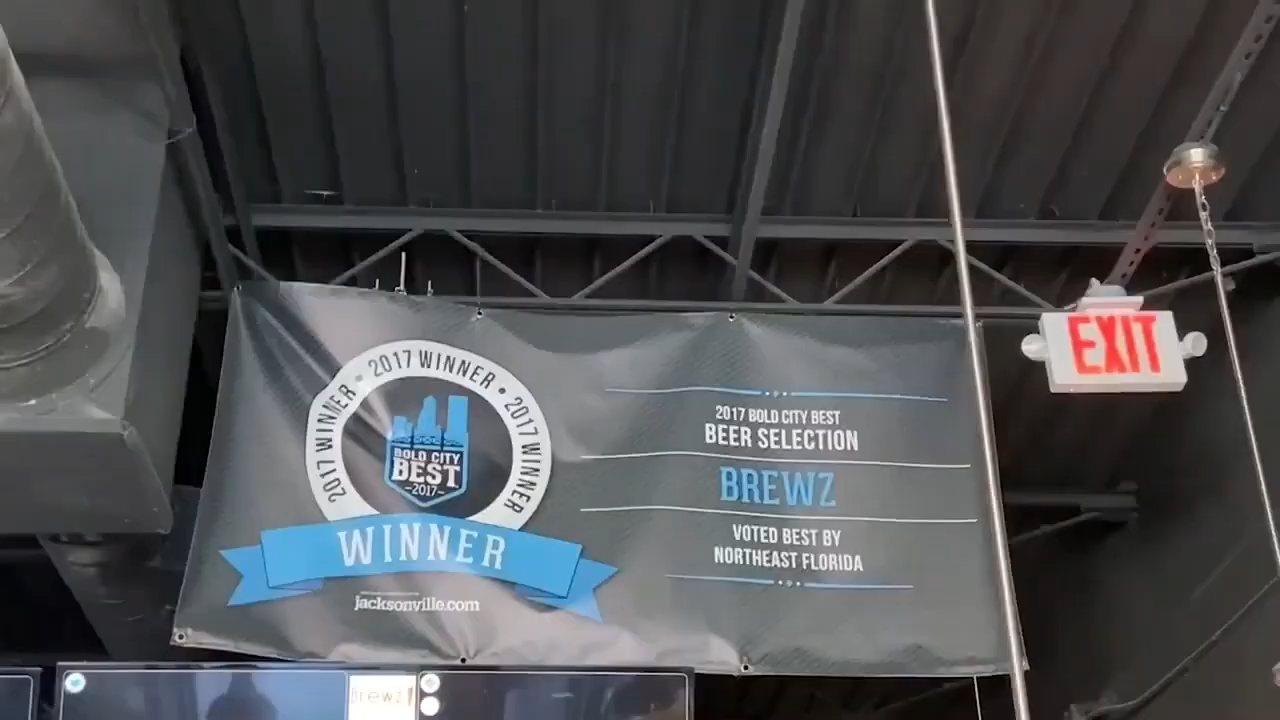 2017 WINNER • 2017 WINNER • 2017 WINNER
BOLD CITY
BEST
-2017-
WINNER
jacksonville.com
2017 BOLD CITY BEST
BEER SELECTION
BREWZ
VOTED BEST BY
NORTHEAST FLORIDA
EXIT
Brewz